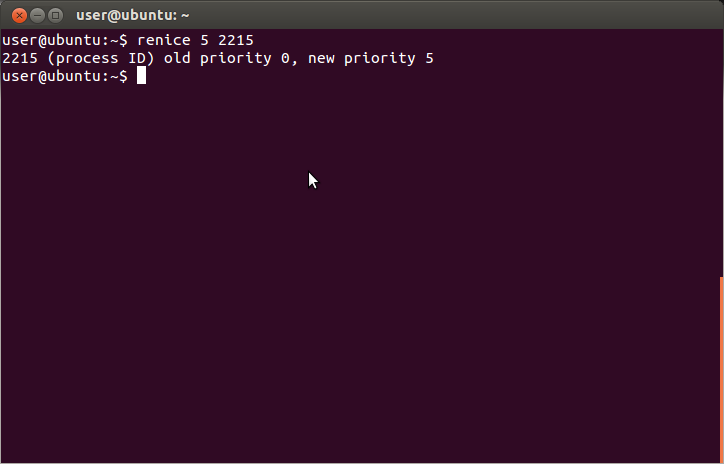 user@ubuntu: ~
user@ubuntu:~$ renice 5 2215
2215 (process ID) old priority 0, new priority 5
user@ubuntu:~$